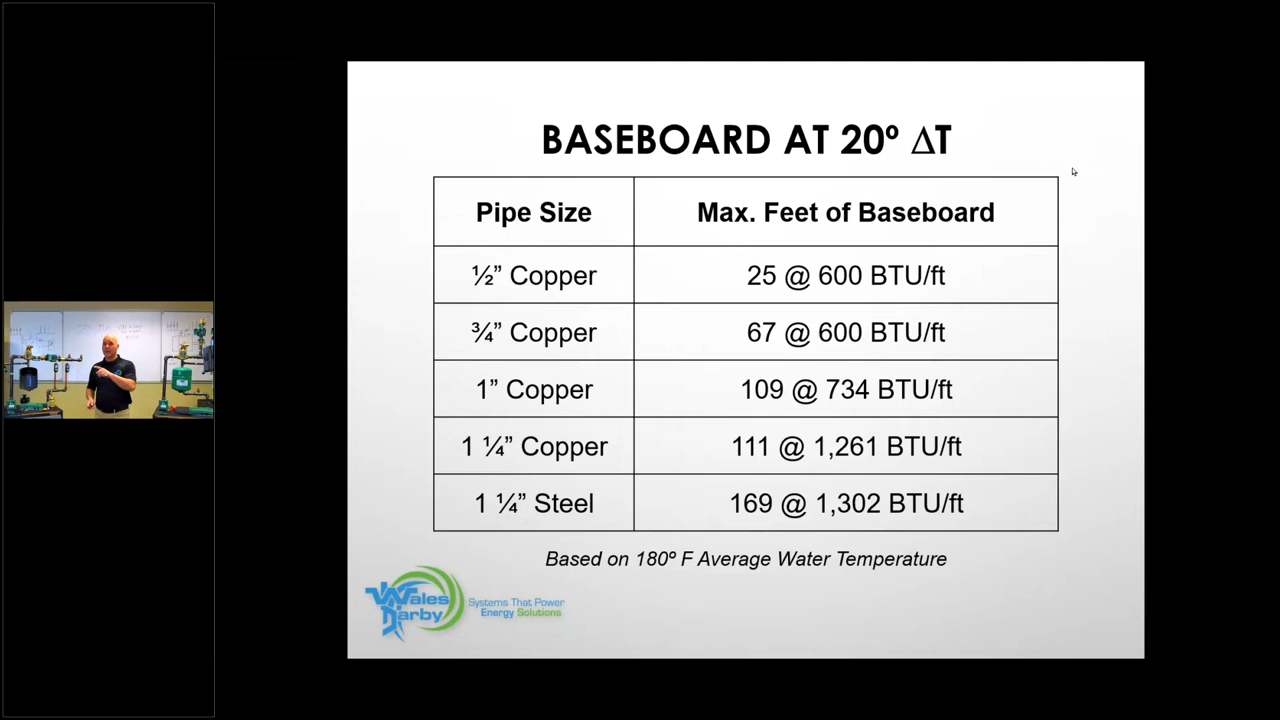 BASEBOARD AT 20º ΔT
Pipe Size
Max. Feet of Baseboard
½” Copper
25 @ 600 BTU/ft
¾” Copper
67 @ 600 BTU/ft
1” Copper
109 @ 734 BTU/ft
1 ¼” Copper
111 @ 1,261 BTU/ft
1 ¼” Steel
169 @ 1,302 BTU/ft
Based on 180º F Average Water Temperature
Wales
Darby
Systems That Power
Energy Solutions